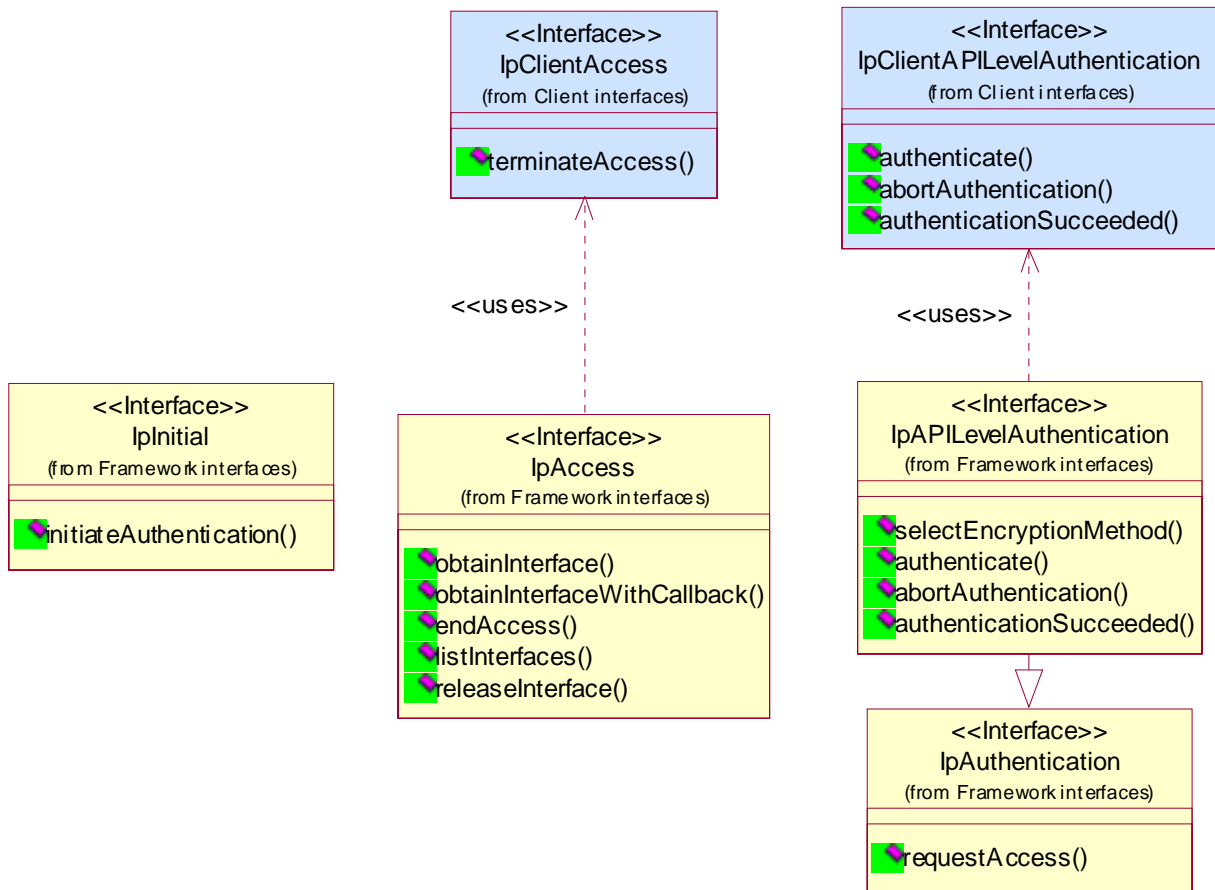 <<Interface>>
IpClientAccess
(from Client interfaces)
terminateAccess()
<<Interface>>
IpClientAPILevelAuthentication
(from Client interfaces)
authenticate()
abortAuthentication()
authenticationSucceeded()
<<uses>>
<<uses>>
<<Interface>>
IpInitial
(from Framework interfaces)
initiateAuthentication()
<<Interface>>
IpAccess
(from Framework interfaces)
obtainInterface()
obtainInterfaceWithCallback()
endAccess()
listInterfaces()
releaseInterface()
<<Interface>>
IpAPILevelAuthentication
(from Framework interfaces)
selectEncryptionMethod()
authenticate()
abortAuthentication()
authenticationSucceeded()
<<Interface>>
IpAuthentication
(from Framework interfaces)
requestAccess()